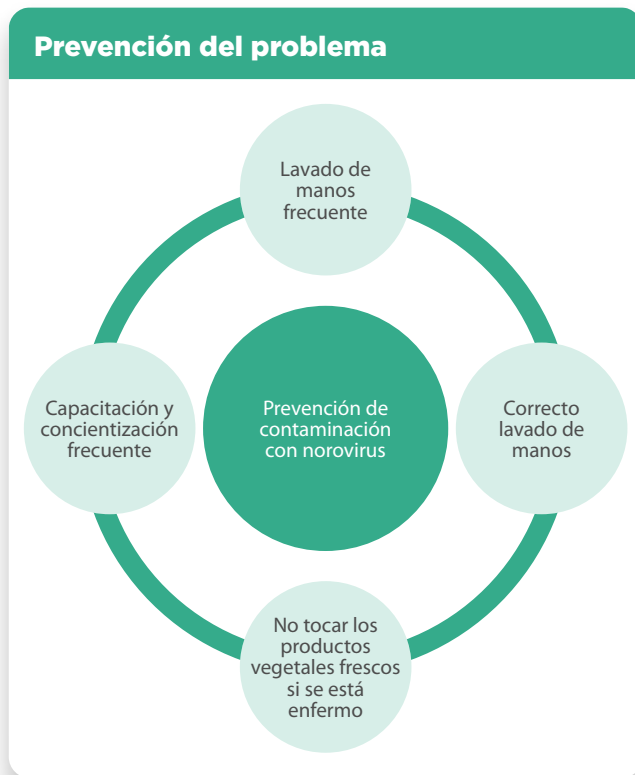 Prevención del problema
Lavado de
manos
frecuente
Capacitación y
concientización
frecuente
Prevención de
contaminación
con norovirus
Correcto
lavado de
manos
No tocar los
productos
vegetales frescos
si se está
enfermo